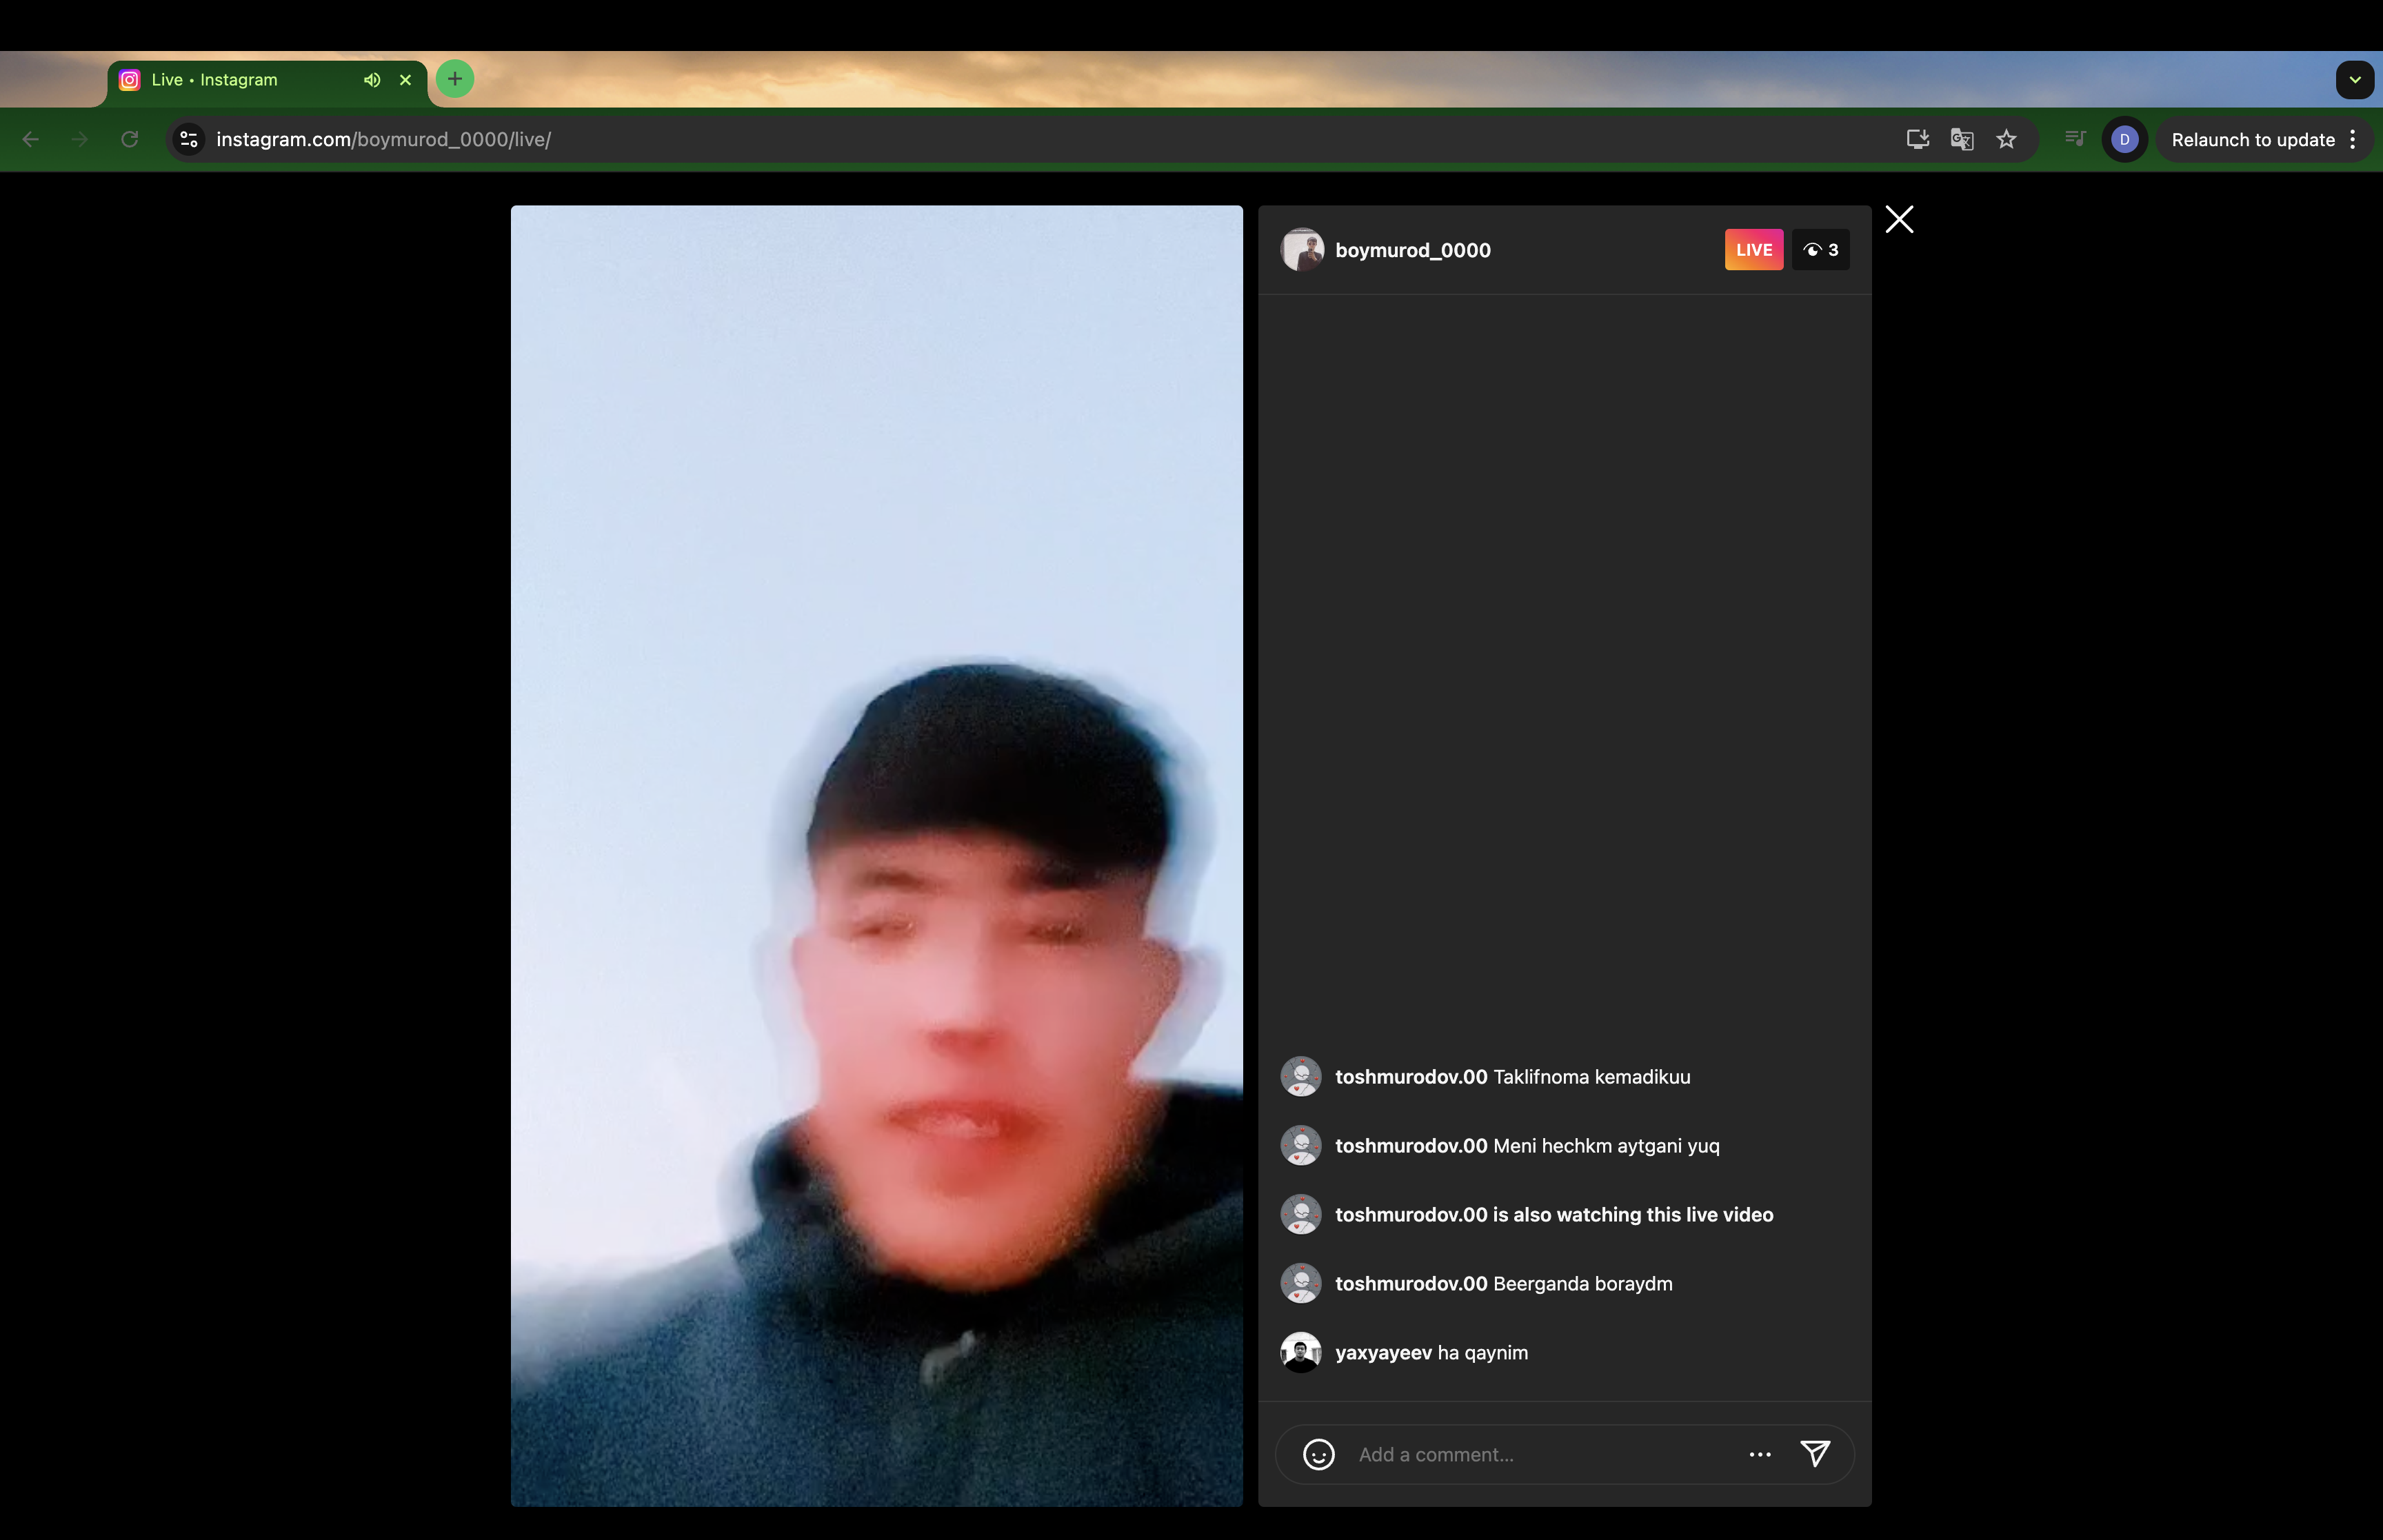 Live • Instagram
instagram.com/boymurod_0000/live/
D
Relaunch to update
boymurod_0000
LIVE
3
toshmurodov.00 Taklifnoma kemadikuu
toshmurodov.00 Meni hechkm aytgani yuq
toshmurodov.00 is also watching this live video
toshmurodov.00 Beerganda boraydm
yaxyayeev ha qaynim
Add a comment...